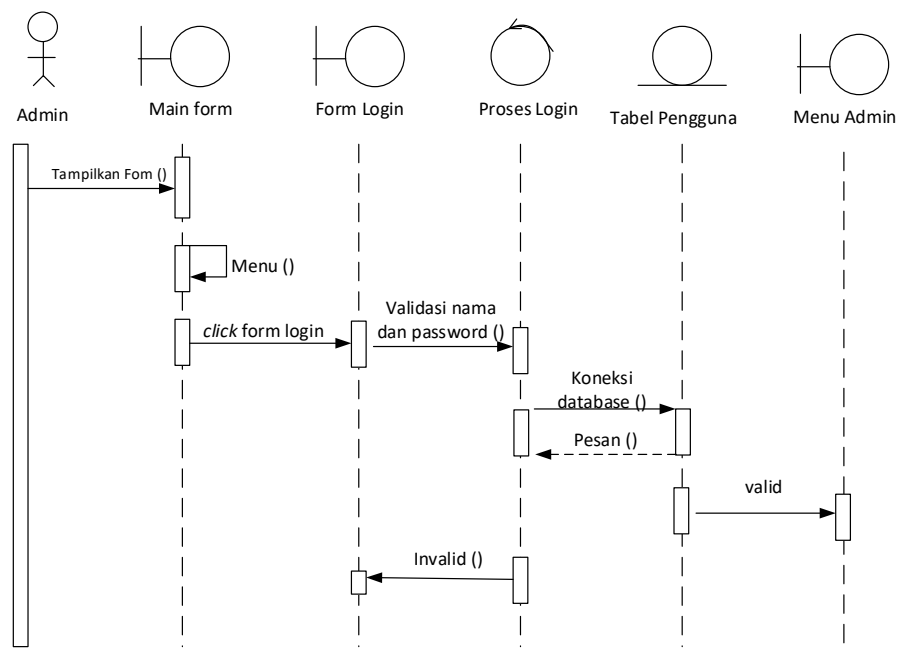 Admin
Main form
Form Login
Proses Login
Tabel Pengguna
Menu Admin
Tampilkan Fom ()
Menu ()
click form login
Validasi nama
dan password ()
Koneksi
database ()
Pesan ()
valid
Invalid ()